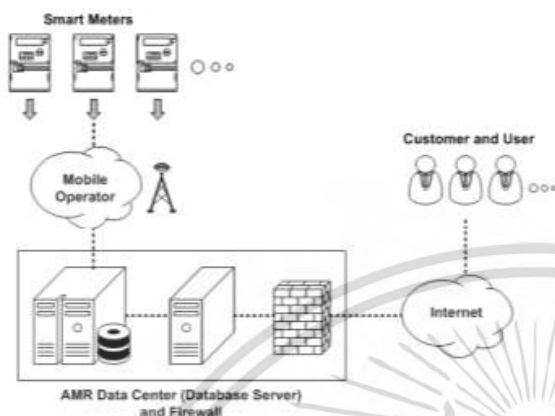 Smart Meters
Customer and User
Mobile
Operator
Internet
AMR Data Center (Database Server)
and Firewall